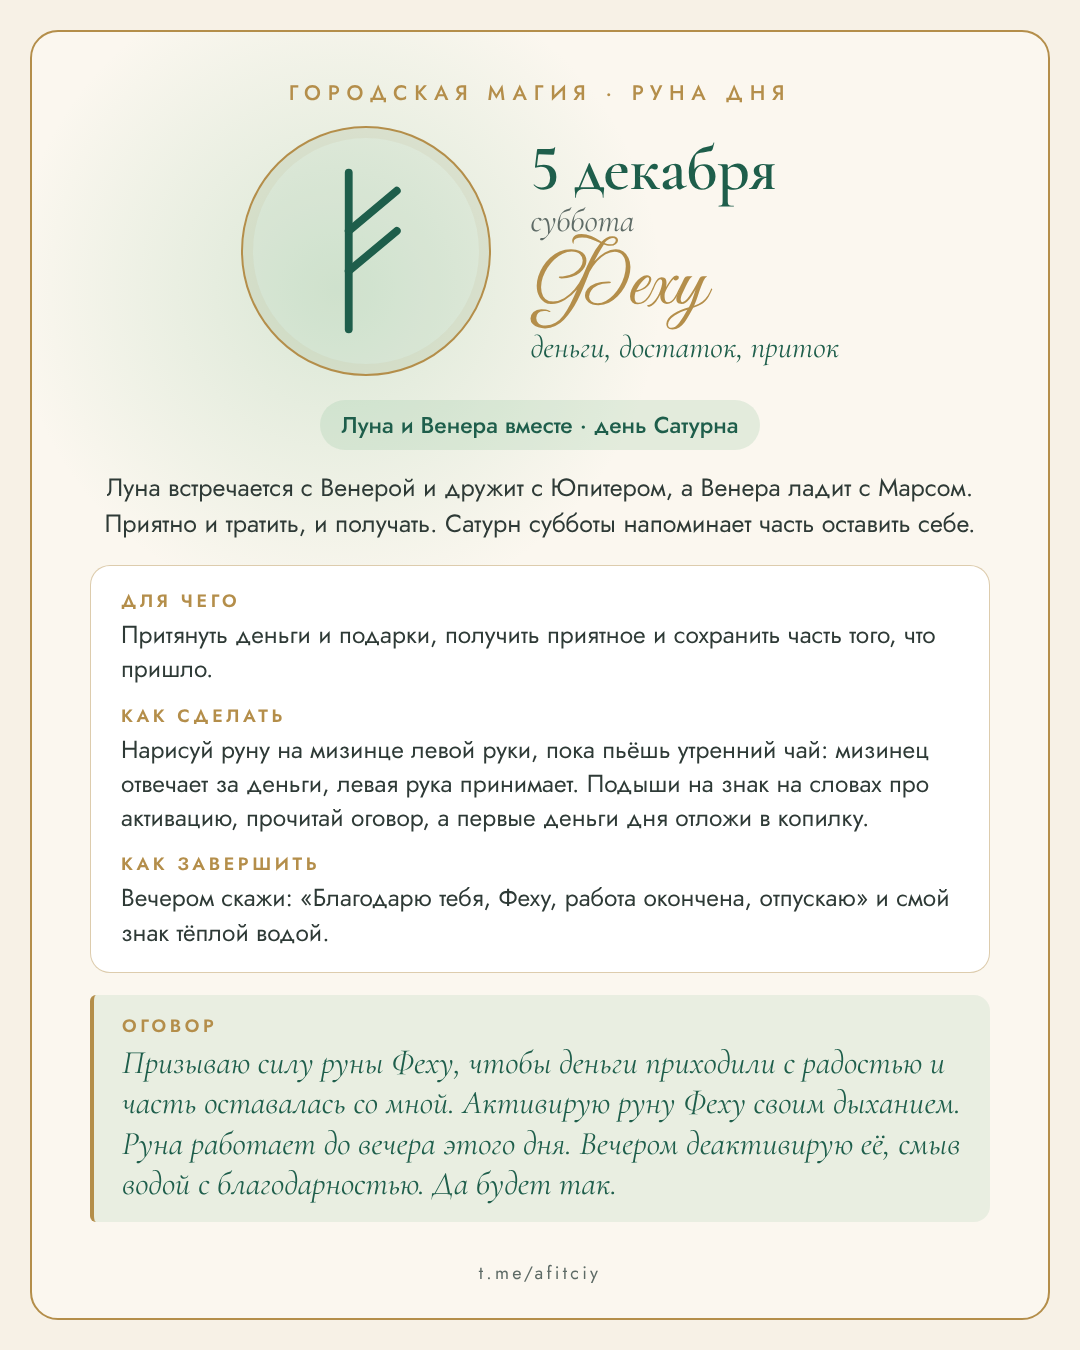 ГОРОДСКАЯ МАГИЯ · РУНА ДНЯ
5 декабря
суббота
Феху
деньги, достаток, приток
Луна и Венера вместе · день Сатурна
Луна встречается с Венерой и дружит с Юпитером, а Венера ладит с Марсом.
Приятно и тратить, и получать. Сатурн субботы напоминает часть оставить себе.
ДЛЯ ЧЕГО
Притянуть деньги и подарки, получить приятное и сохранить часть того, что
пришло.
КАК СДЕЛАТЬ
Нарисуй руну на мизинце левой руки, пока пьёшь утренний чай: мизинец
отвечает за деньги, левая рука принимает. Подыши на знак на словах про
активацию, прочитай оговор, а первые деньги дня отложи в копилку.
КАК ЗАВЕРШИТЬ
Вечером скажи: «Благодарю тебя, Феху, работа окончена, отпускаю» и смой
знак тёплой водой.
ОГОВОР
Призываю силу руны Феху, чтобы деньги приходили с радостью и
часть оставалась со мной. Активирую руну Феху своим дыханием.
Руна работает до вечера этого дня. Вечером деактивирую её, смыв
водой с благодарностью. Да будет так.
t.me/afitciy